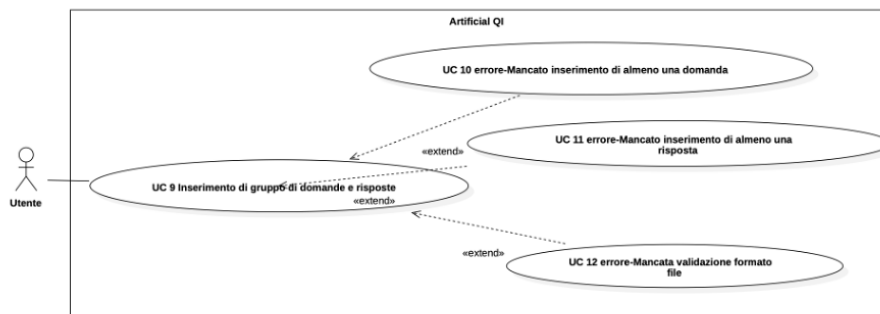 Artificial QI
UC 10 errore-Mancato inserimento di almeno una domanda
UC 11 errore-Mancato inserimento di almeno una
risposta
«extend»
Utente
UC 9 Inserimento di gruppo di domande e risposte
«extend»
«extend»
UC 12 errore-Mancata validazione formato
file